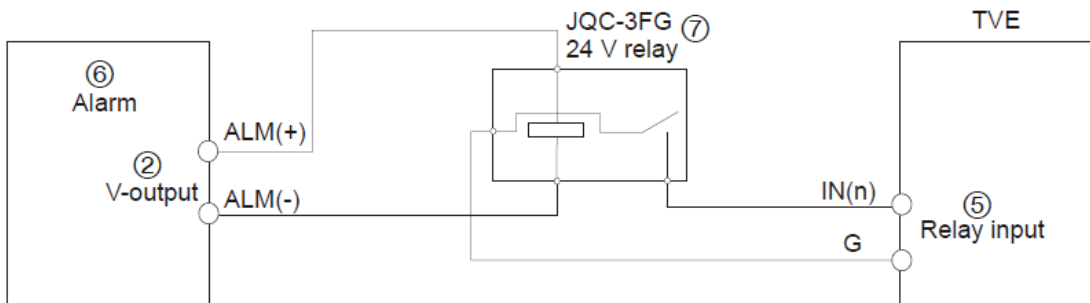 JQC-3FG ⑦
24 V relay
TVE
⑥
Alarm
ALM(+)
②
V-output
ALM(-)
IN(n)
⑤
Relay input
G